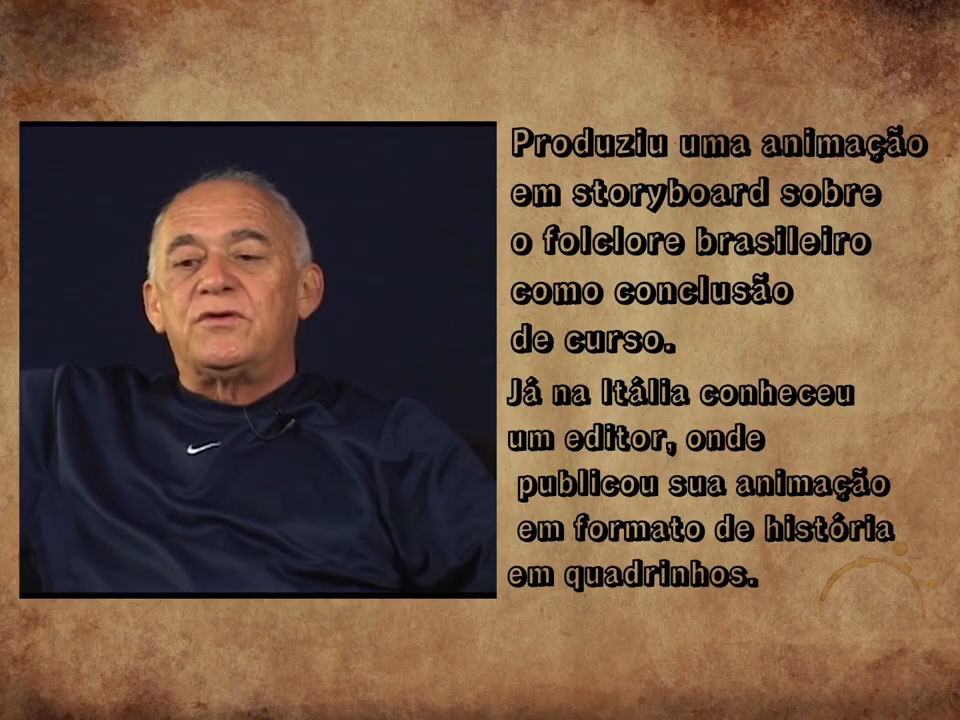 Produziu uma animação
em storyboard sobre
o folclore brasileiro
como conclusão
de curso.
Já na Itália conheceu
um editor, onde
publicou sua animação
em formato de história
em quadrinhos.